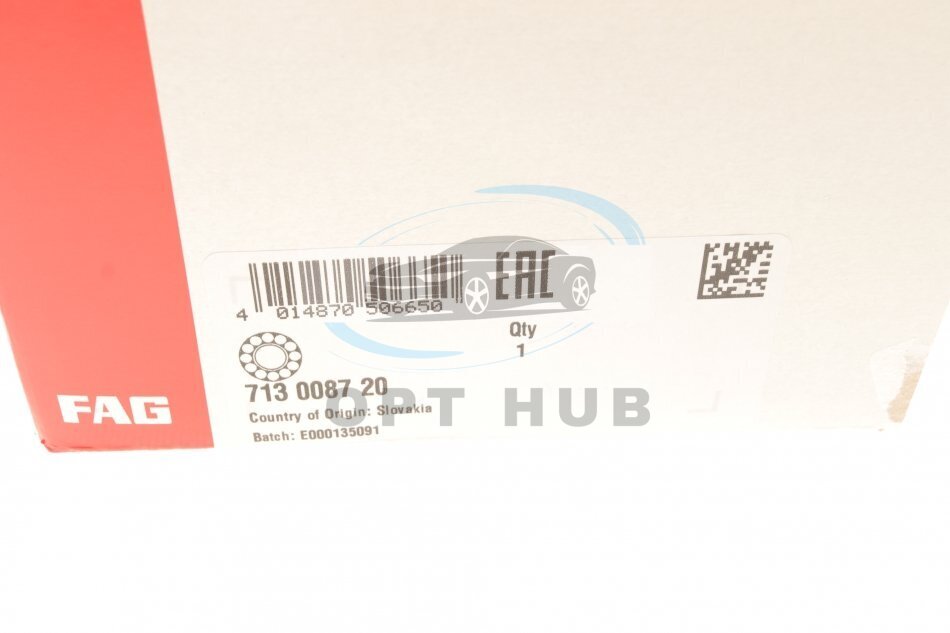 EAC
4 014870 506650
Qty
1
713 0087 20
Country of Origin: Slovakia
Batch: E000135091
FAG
OPT HUB